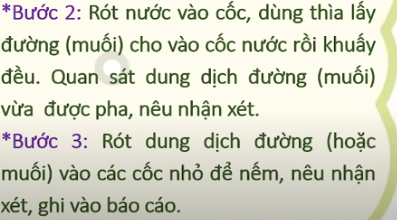 *Bước 2: Rót nước vào cốc, dùng thìa lấy
đường (muối) cho vào cốc nước rồi khuấy
đều. Quan sát dung dịch đường (muối)
vừa được pha, nêu nhận xét.
*Bước 3: Rót dung dịch đường (hoặc
muối) vào các cốc nhỏ để nếm, nêu nhận
xét, ghi vào báo cáo.